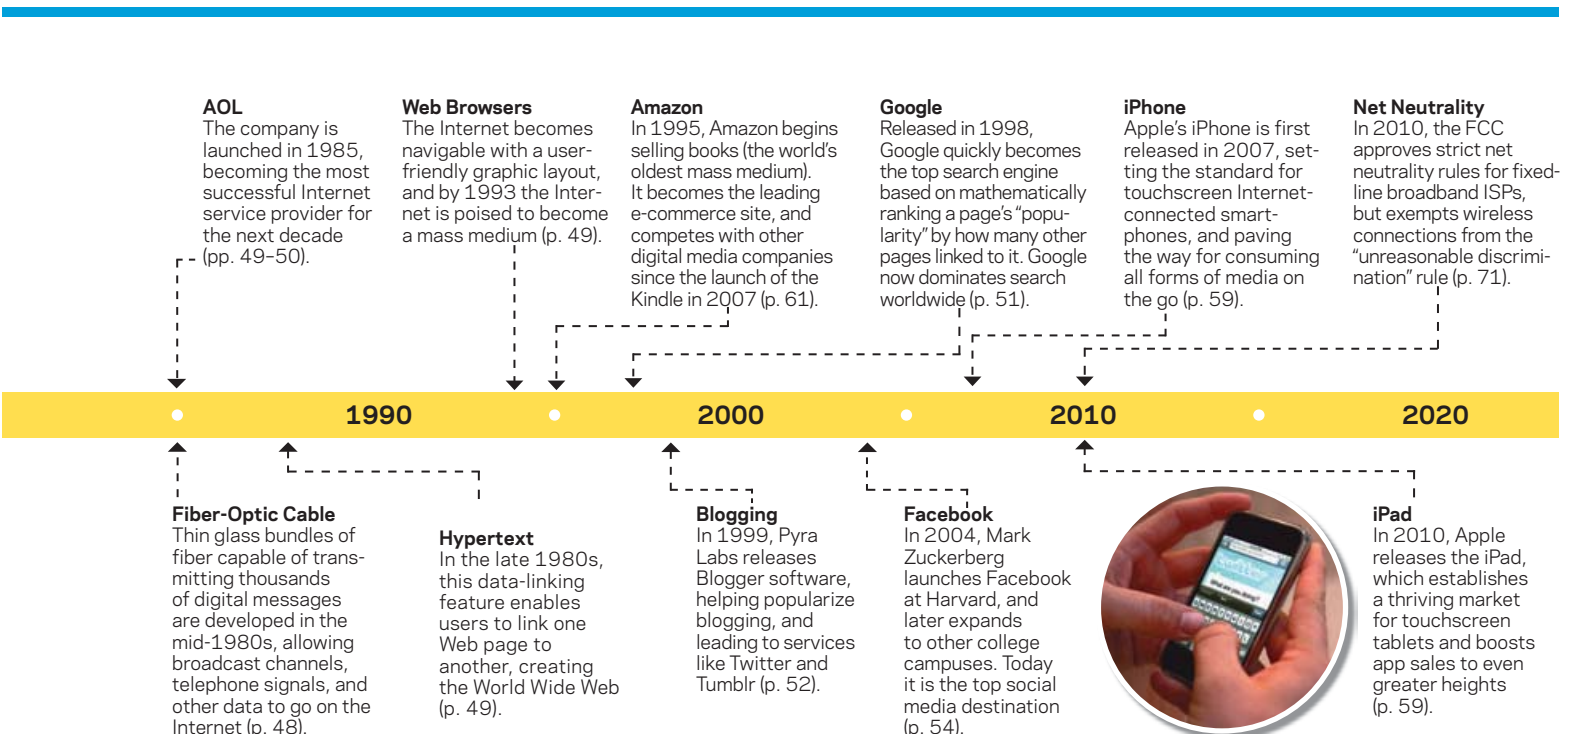 AOL
The company is
launched in 1985,
becoming the most
successful Internet
service provider for
the next decade
(pp. 49–50).
Web Browsers
The Internet becomes
navigable with a user-
friendly graphic layout,
and by 1993 the Inter-
net is poised to become
a mass medium (p. 49).
Amazon
In 1995, Amazon begins
selling books (the world’s
oldest mass medium).
It becomes the leading
e-commerce site, and
competes with other
digital media companies
since the launch of the
Kindle in 2007 (p. 61).
Google
Released in 1998,
Google quickly becomes
the top search engine
based on mathematically
ranking a page’s “popu-
larity” by how many other
pages linked to it. Google
now dominates search
worldwide (p. 51).
iPhone
Apple’s iPhone is first
released in 2007, set-
ting the standard for
touchscreen Internet-
connected smart-
phones, and paving
the way for consuming
all forms of media on
the go (p. 59).
Net Neutrality
In 2010, the FCC
approves strict net
neutrality rules for fixed-
line broadband ISPs,
but exempts wireless
connections from the
“unreasonable discrimi-
nation” rule (p. 71).
1990
2000
2010
2020
Fiber-Optic Cable
Thin glass bundles of
fiber capable of trans-
mitting thousands
of digital messages
are developed in the
mid-1980s, allowing
broadcast channels,
telephone signals, and
other data to go on the
Internet (p. 48).
Hypertext
In the late 1980s,
this data-linking
feature enables
users to link one
Web page to
another, creating
the World Wide Web
(p. 49).
Blogging
In 1999, Pyra
Labs releases
Blogger software,
helping popularize
blogging, and
leading to services
like Twitter and
Tumblr (p. 52).
Facebook
In 2004, Mark
Zuckerberg
launches Facebook
at Harvard, and
later expands
to other college
campuses. Today
it is the top social
media destination
(p. 54).
twitter
What are you doing?
iPad
In 2010, Apple
releases the iPad,
which establishes
a thriving market
for touchscreen
tablets and boosts
app sales to even
greater heights
(p. 59).